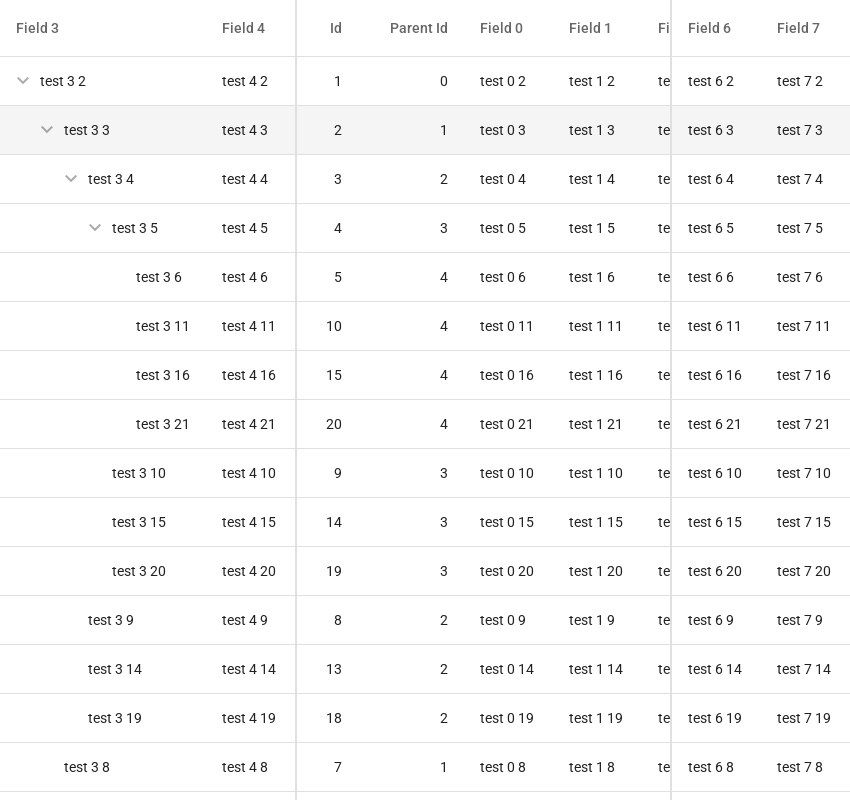 Field 3 Field 4 Id Parent Id Field 0 Field 1 Fi Field 6 Field 7
test 3 2 test 4 2 1 0 test 0 2 test 1 2 te test 6 2 test 7 2
test 3 3 test 4 3 2 1 test 0 3 test 1 3 te test 6 3 test 7 3
test 3 4 test 4 4 3 2 test 0 4 test 1 4 te test 6 4 test 7 4
test 3 5 test 4 5 4 3 test 0 5 test 1 5 te test 6 5 test 7 5
test 3 6 test 4 6 5 4 test 0 6 test 1 6 te test 6 6 test 7 6
test 3 11 test 4 11 10 4 test 0 11 test 1 11 te test 6 11 test 7 11
test 3 16 test 4 16 15 4 test 0 16 test 1 16 te test 6 16 test 7 16
test 3 21 test 4 21 20 4 test 0 21 test 1 21 te test 6 21 test 7 21
test 3 10 test 4 10 9 3 test 0 10 test 1 10 te test 6 10 test 7 10
test 3 15 test 4 15 14 3 test 0 15 test 1 15 te test 6 15 test 7 15
test 3 20 test 4 20 19 3 test 0 20 test 1 20 te test 6 20 test 7 20
test 3 9 test 4 9 8 2 test 0 9 test 1 9 te test 6 9 test 7 9
test 3 14 test 4 14 13 2 test 0 14 test 1 14 te test 6 14 test 7 14
test 3 19 test 4 19 18 2 test 0 19 test 1 19 te test 6 19 test 7 19
test 3 8 test 4 8 7 1 test 0 8 test 1 8 te test 6 8 test 7 8